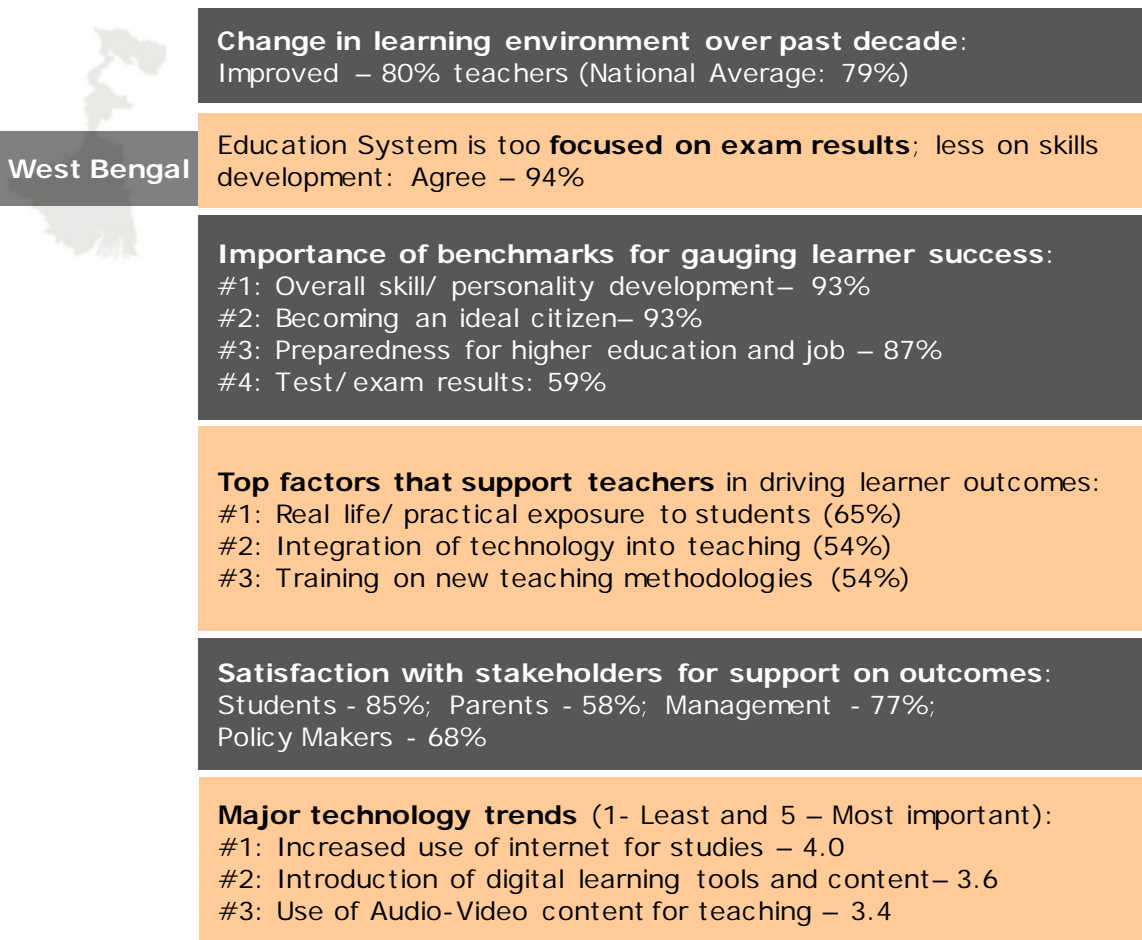 Change in learning environment over past decade:
Improved – 80% teachers (National Average: 79%)
West Bengal
Education System is too focused on exam results; less on skills
development: Agree – 94%
Importance of benchmarks for gauging learner success:
#1: Overall skill/ personality development– 93%
#2: Becoming an ideal citizen– 93%
#3: Preparedness for higher education and job – 87%
#4: Test/exam results: 59%
Top factors that support teachers in driving learner outcomes:
#1: Real life/ practical exposure to students (65%)
#2: Integration of technology into teaching (54%)
#3: Training on new teaching methodologies (54%)
Satisfaction with stakeholders for support on outcomes:
Students - 85%; Parents - 58%; Management - 77%;
Policy Makers - 68%
Major technology trends (1- Least and 5 – Most important):
#1: Increased use of internet for studies – 4.0
#2: Introduction of digital learning tools and content– 3.6
#3: Use of Audio-Video content for teaching – 3.4